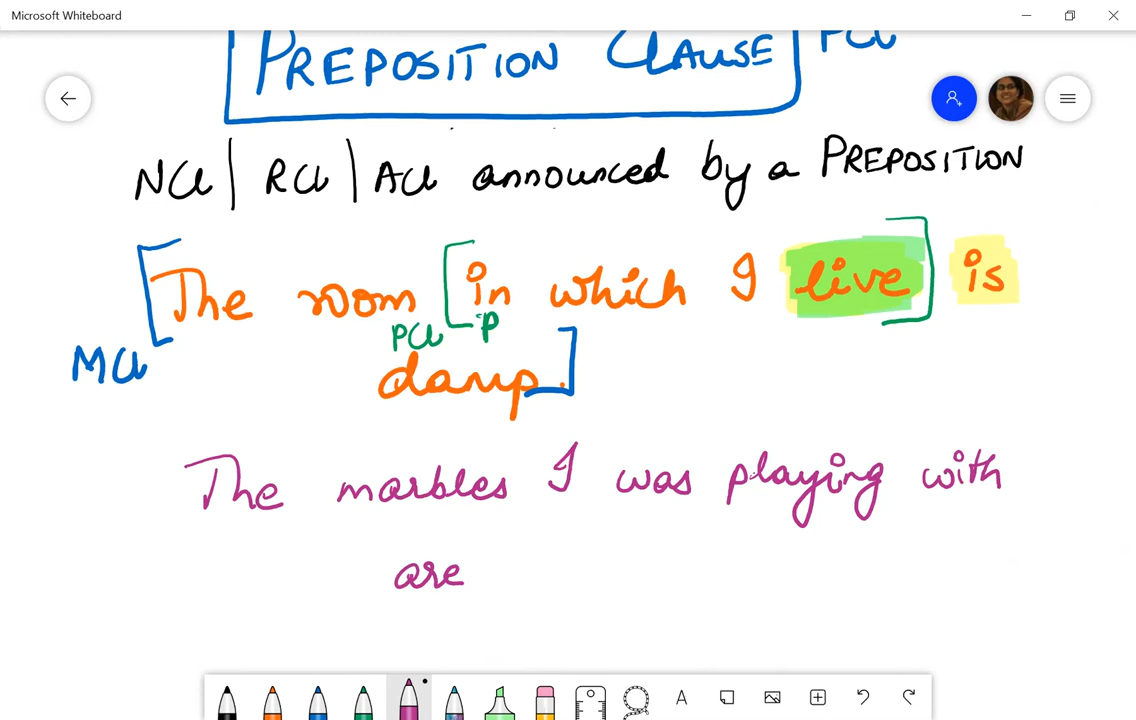 Microsoft Whiteboard
PREPOSITION CLAUSE PCl
NCl | RCl | ACl announced by a PREPOSITION
[The room [in which I live] is
PCl P
MCl damp.]
The marbles I was playing with
are
A